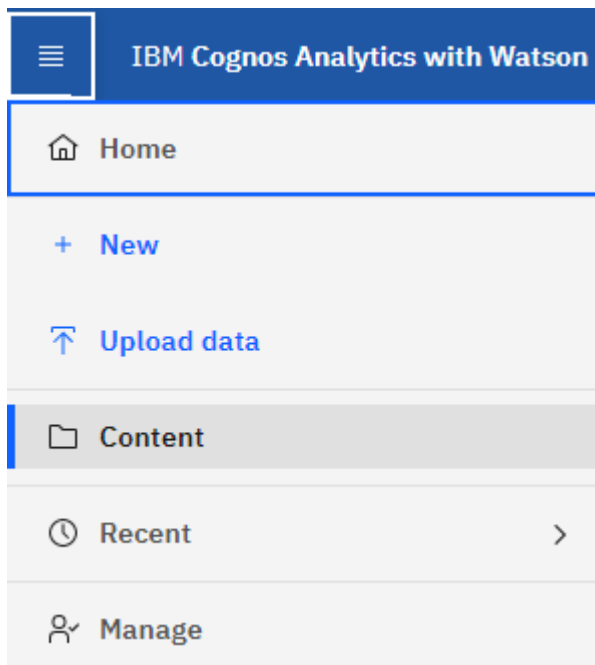 IBM Cognos Analytics with Watson
Home
New
Upload data
Content
Recent
Manage